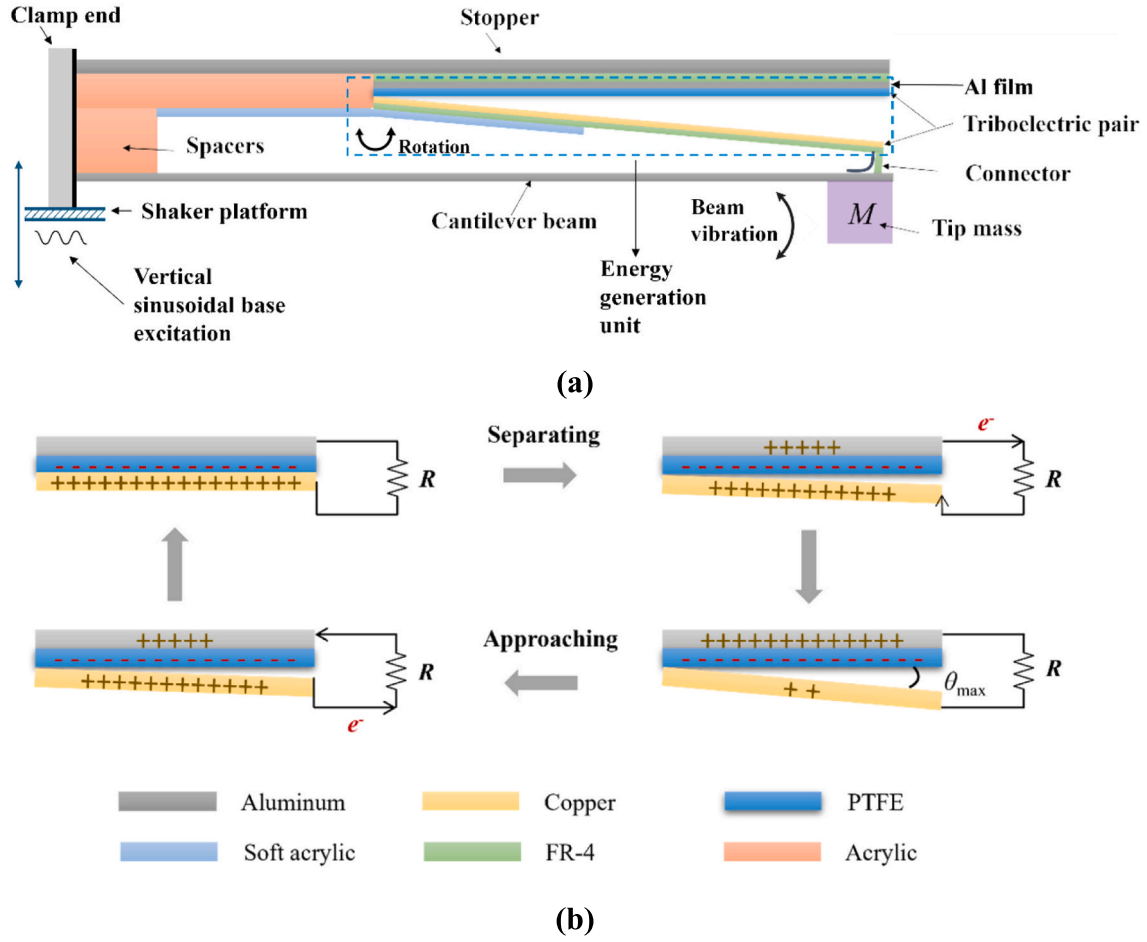 Clamp end
Stopper
Al film
Triboelectric pair
Spacers
Rotation
Connector
Shaker platform
Cantilever beam
Beam
vibration
M
Tip mass
Vertical
sinusoidal base
excitation
Energy
generation
unit
(a)
Separating
e-
- - - - - - - - - - - - - -
+++++++++++++++
R
+++++
- - - - - - - - - - - - - -
++++++++++++
R
+++++
- - - - - - - - - - - - - -
++++++++++++
R
e-
Approaching
+++++++++++++
- - - - - - - - - - - - - -
++
θmax
R
Aluminum
Copper
PTFE
Soft acrylic
FR-4
Acrylic
(b)